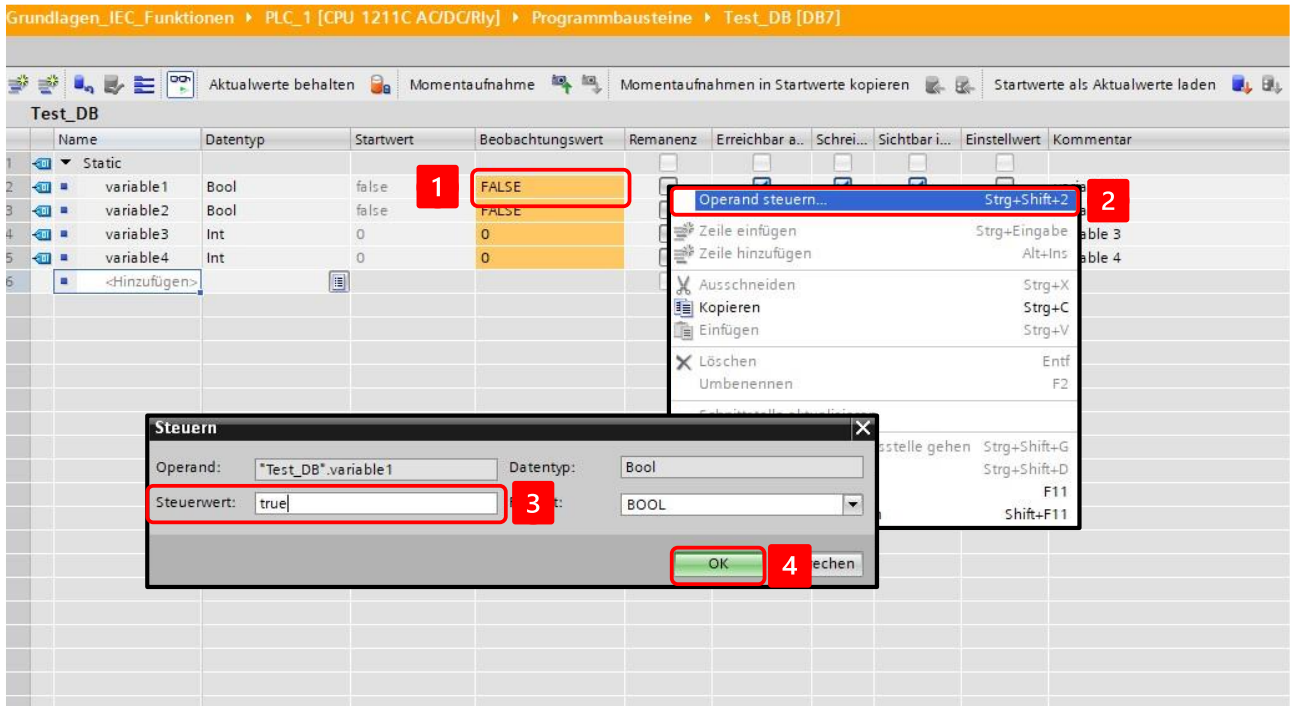 Grundlagen_IEC_Funktionen ▸ PLC_1 [CPU 1211C AC/DC/Rly] ▸ Programmbausteine ▸ Test_DB [DB7]
Aktualwerte behalten Momentaufnahme Momentaufnahmen in Startwerte kopieren Startwerte als Aktualwerte laden
Test_DB
Name Datentyp Startwert Beobachtungswert Remanenz Erreichbar a... Schrei... Sichtbar i... Einstellwert Kommentar
1 Static
2 variable1 Bool false 1 FALSE
3 variable2 Bool false FALSE
4 variable3 Int 0 0 able 3
5 variable4 Int 0 0 able 4
6 <Hinzufügen>
Operand steuern... Strg+Shift+2 2
Zeile einfügen Strg+Eingabe
Zeile hinzufügen Alt+Ins
Ausschneiden Strg+X
Kopieren Strg+C
Einfügen Strg+V
Löschen Entf
Umbenennen F2
sstelle gehen Strg+Shift+G
Strg+Shift+D
F11
Shift+F11
Steuern
Operand: "Test_DB".variable1 Datentyp: Bool
Steuerwert: true 3 t: BOOL
OK 4 echen